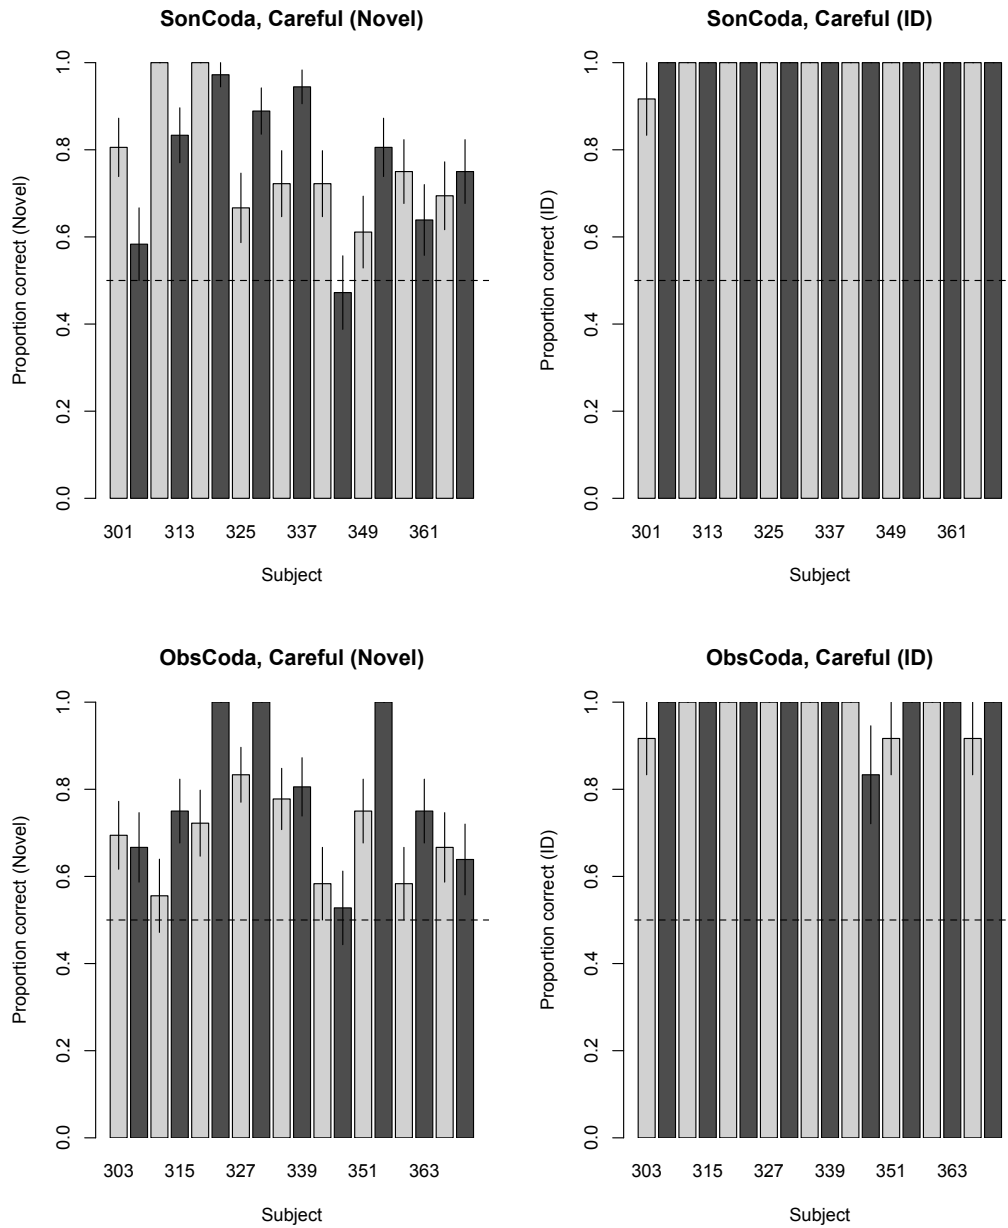 SonCoda, Careful (Novel)
Proportion correct (Novel)
0.0 0.2 0.4 0.6 0.8 1.0
301 313 325 337 349 361
Subject
SonCoda, Careful (ID)
Proportion correct (ID)
0.0 0.2 0.4 0.6 0.8 1.0
301 313 325 337 349 361
Subject
ObsCoda, Careful (Novel)
Proportion correct (Novel)
0.0 0.2 0.4 0.6 0.8 1.0
303 315 327 339 351 363
Subject
ObsCoda, Careful (ID)
Proportion correct (ID)
0.0 0.2 0.4 0.6 0.8 1.0
303 315 327 339 351 363
Subject